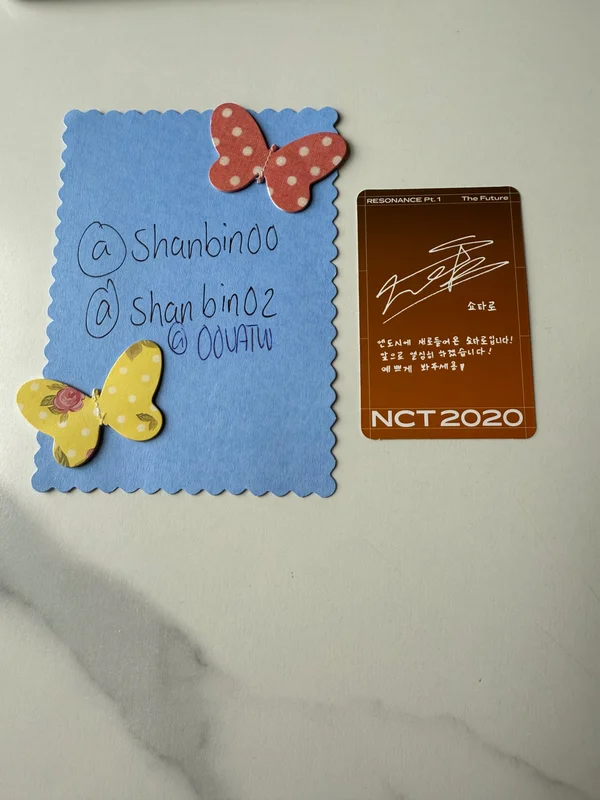 @ Shanbin00
@ Shanbin02
@ OOUATW
RESONANCE Pt.1 The Future
쇼타로
엔도시에 새로들어온 쇼타로입니다!
앞으로 열심히 하겠습니다!
예쁘게 봐주세용♥
NCT 2020